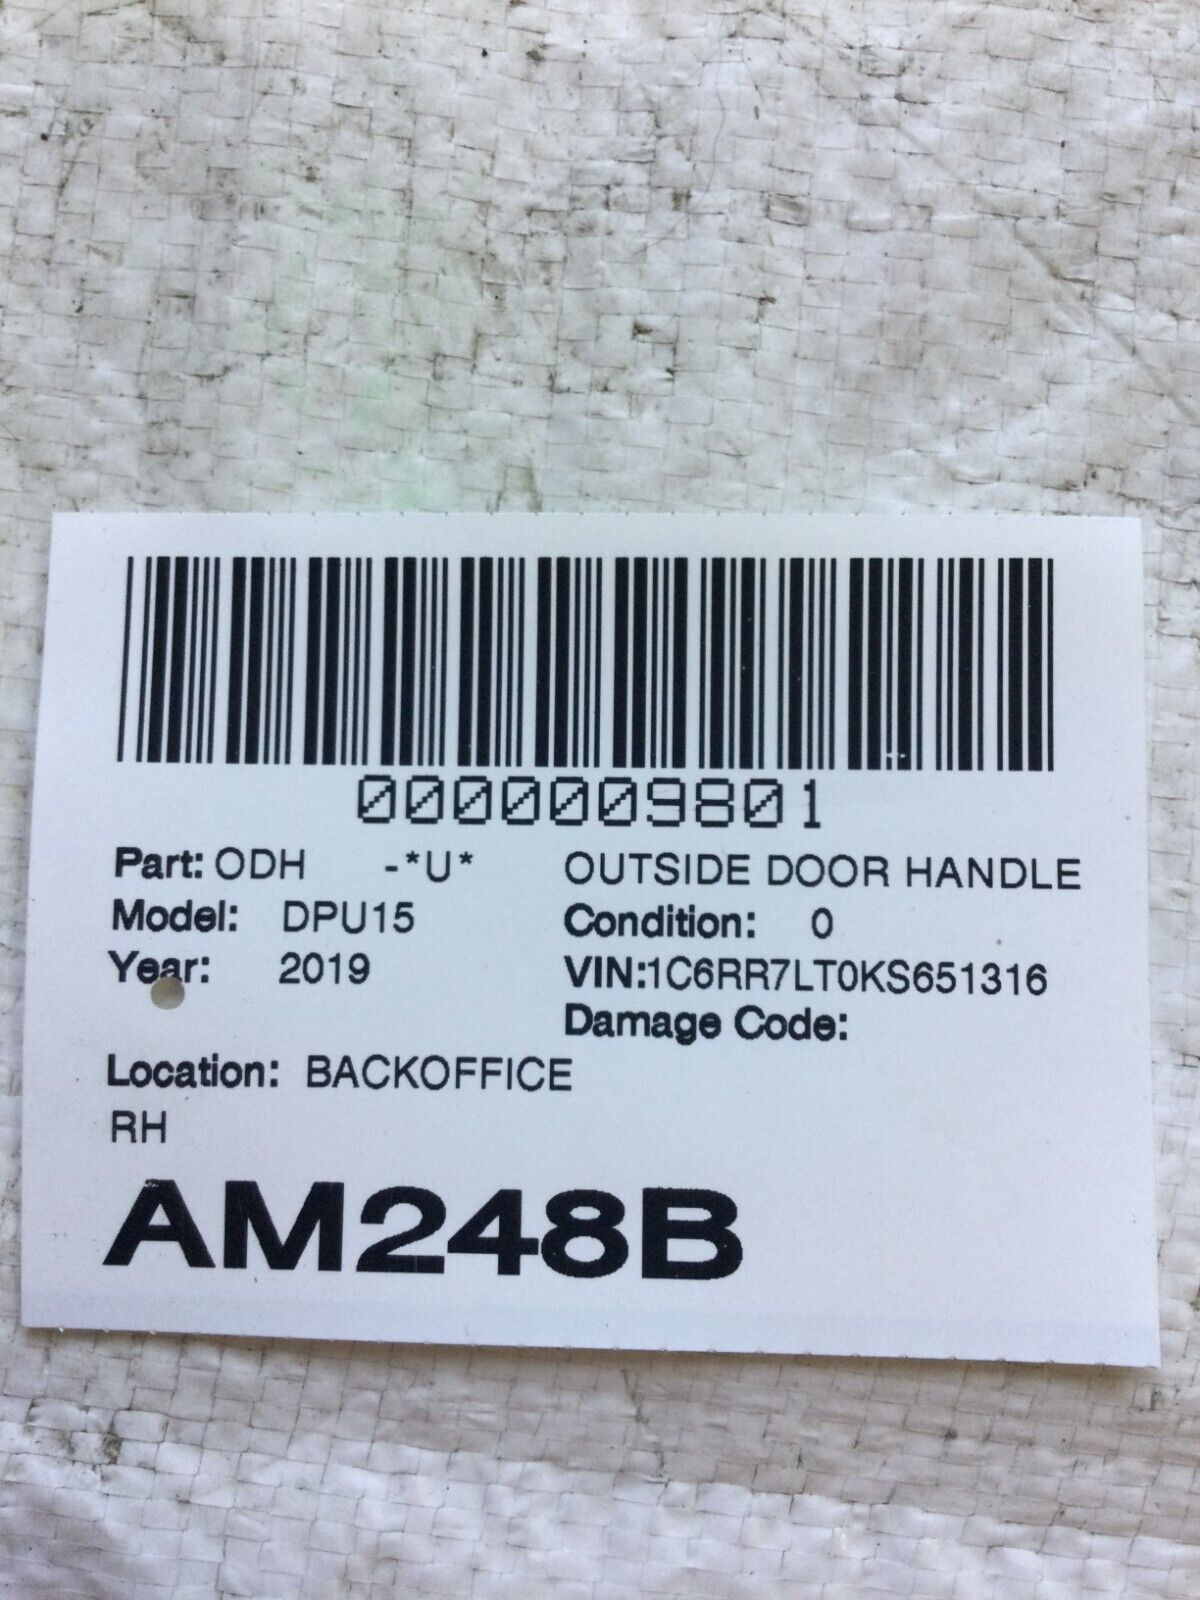 0000009801
Part: ODH -*U* OUTSIDE DOOR HANDLE
Model: DPU15 Condition: 0
Year: 2019 VIN:1C6RR7LT0KS651316
Damage Code:
Location: BACKOFFICE
RH
AM248B